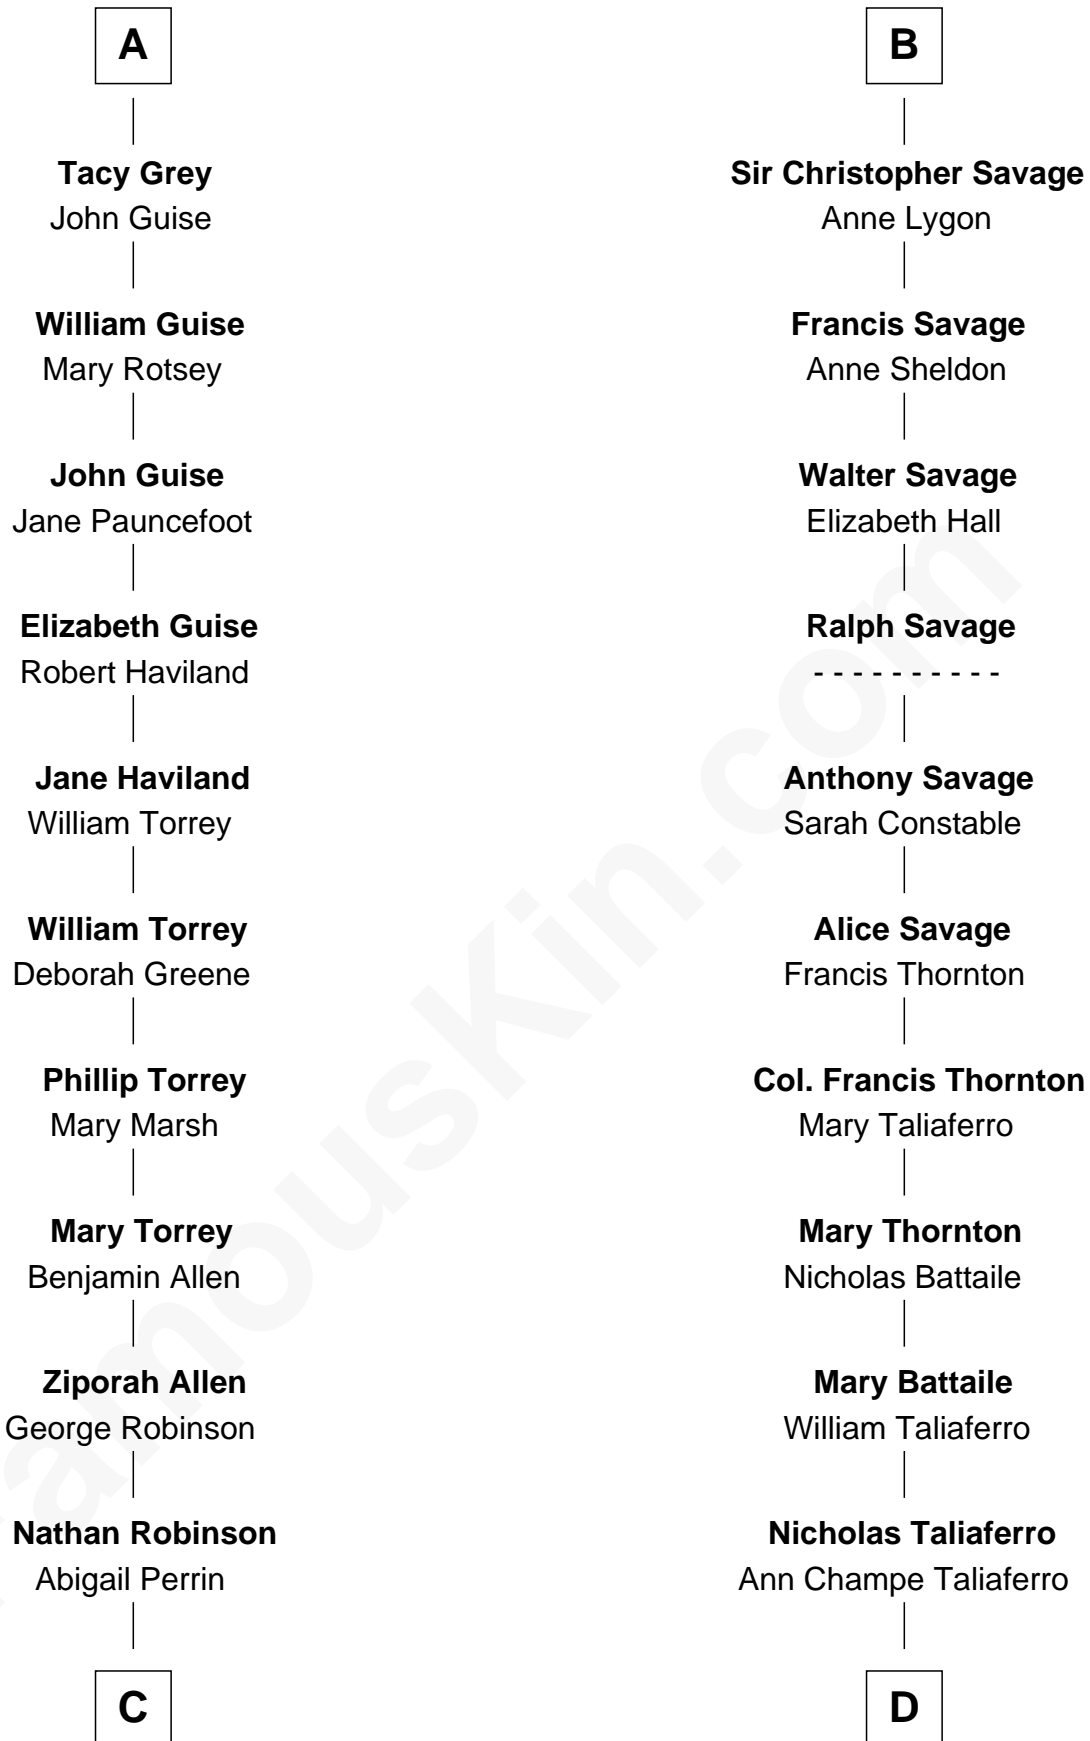 A
Tacy Grey
John Guise
William Guise
Mary Rotsey
John Guise
Jane Pauncefoot
Elizabeth Guise
Robert Haviland
Jane Haviland
William Torrey
William Torrey
Deborah Greene
Phillip Torrey
Mary Marsh
Mary Torrey
Benjamin Allen
Ziporah Allen
George Robinson
Nathan Robinson
Abigail Perrin
C
B
Sir Christopher Savage
Anne Lygon
Francis Savage
Anne Sheldon
Walter Savage
Elizabeth Hall
Ralph Savage
- - - - - - - - - -
Anthony Savage
Sarah Constable
Alice Savage
Francis Thornton
Col. Francis Thornton
Mary Taliaferro
Mary Thornton
Nicholas Battaile
Mary Battaile
William Taliaferro
Nicholas Taliaferro
Ann Champe Taliaferro
D
FamousKin.com